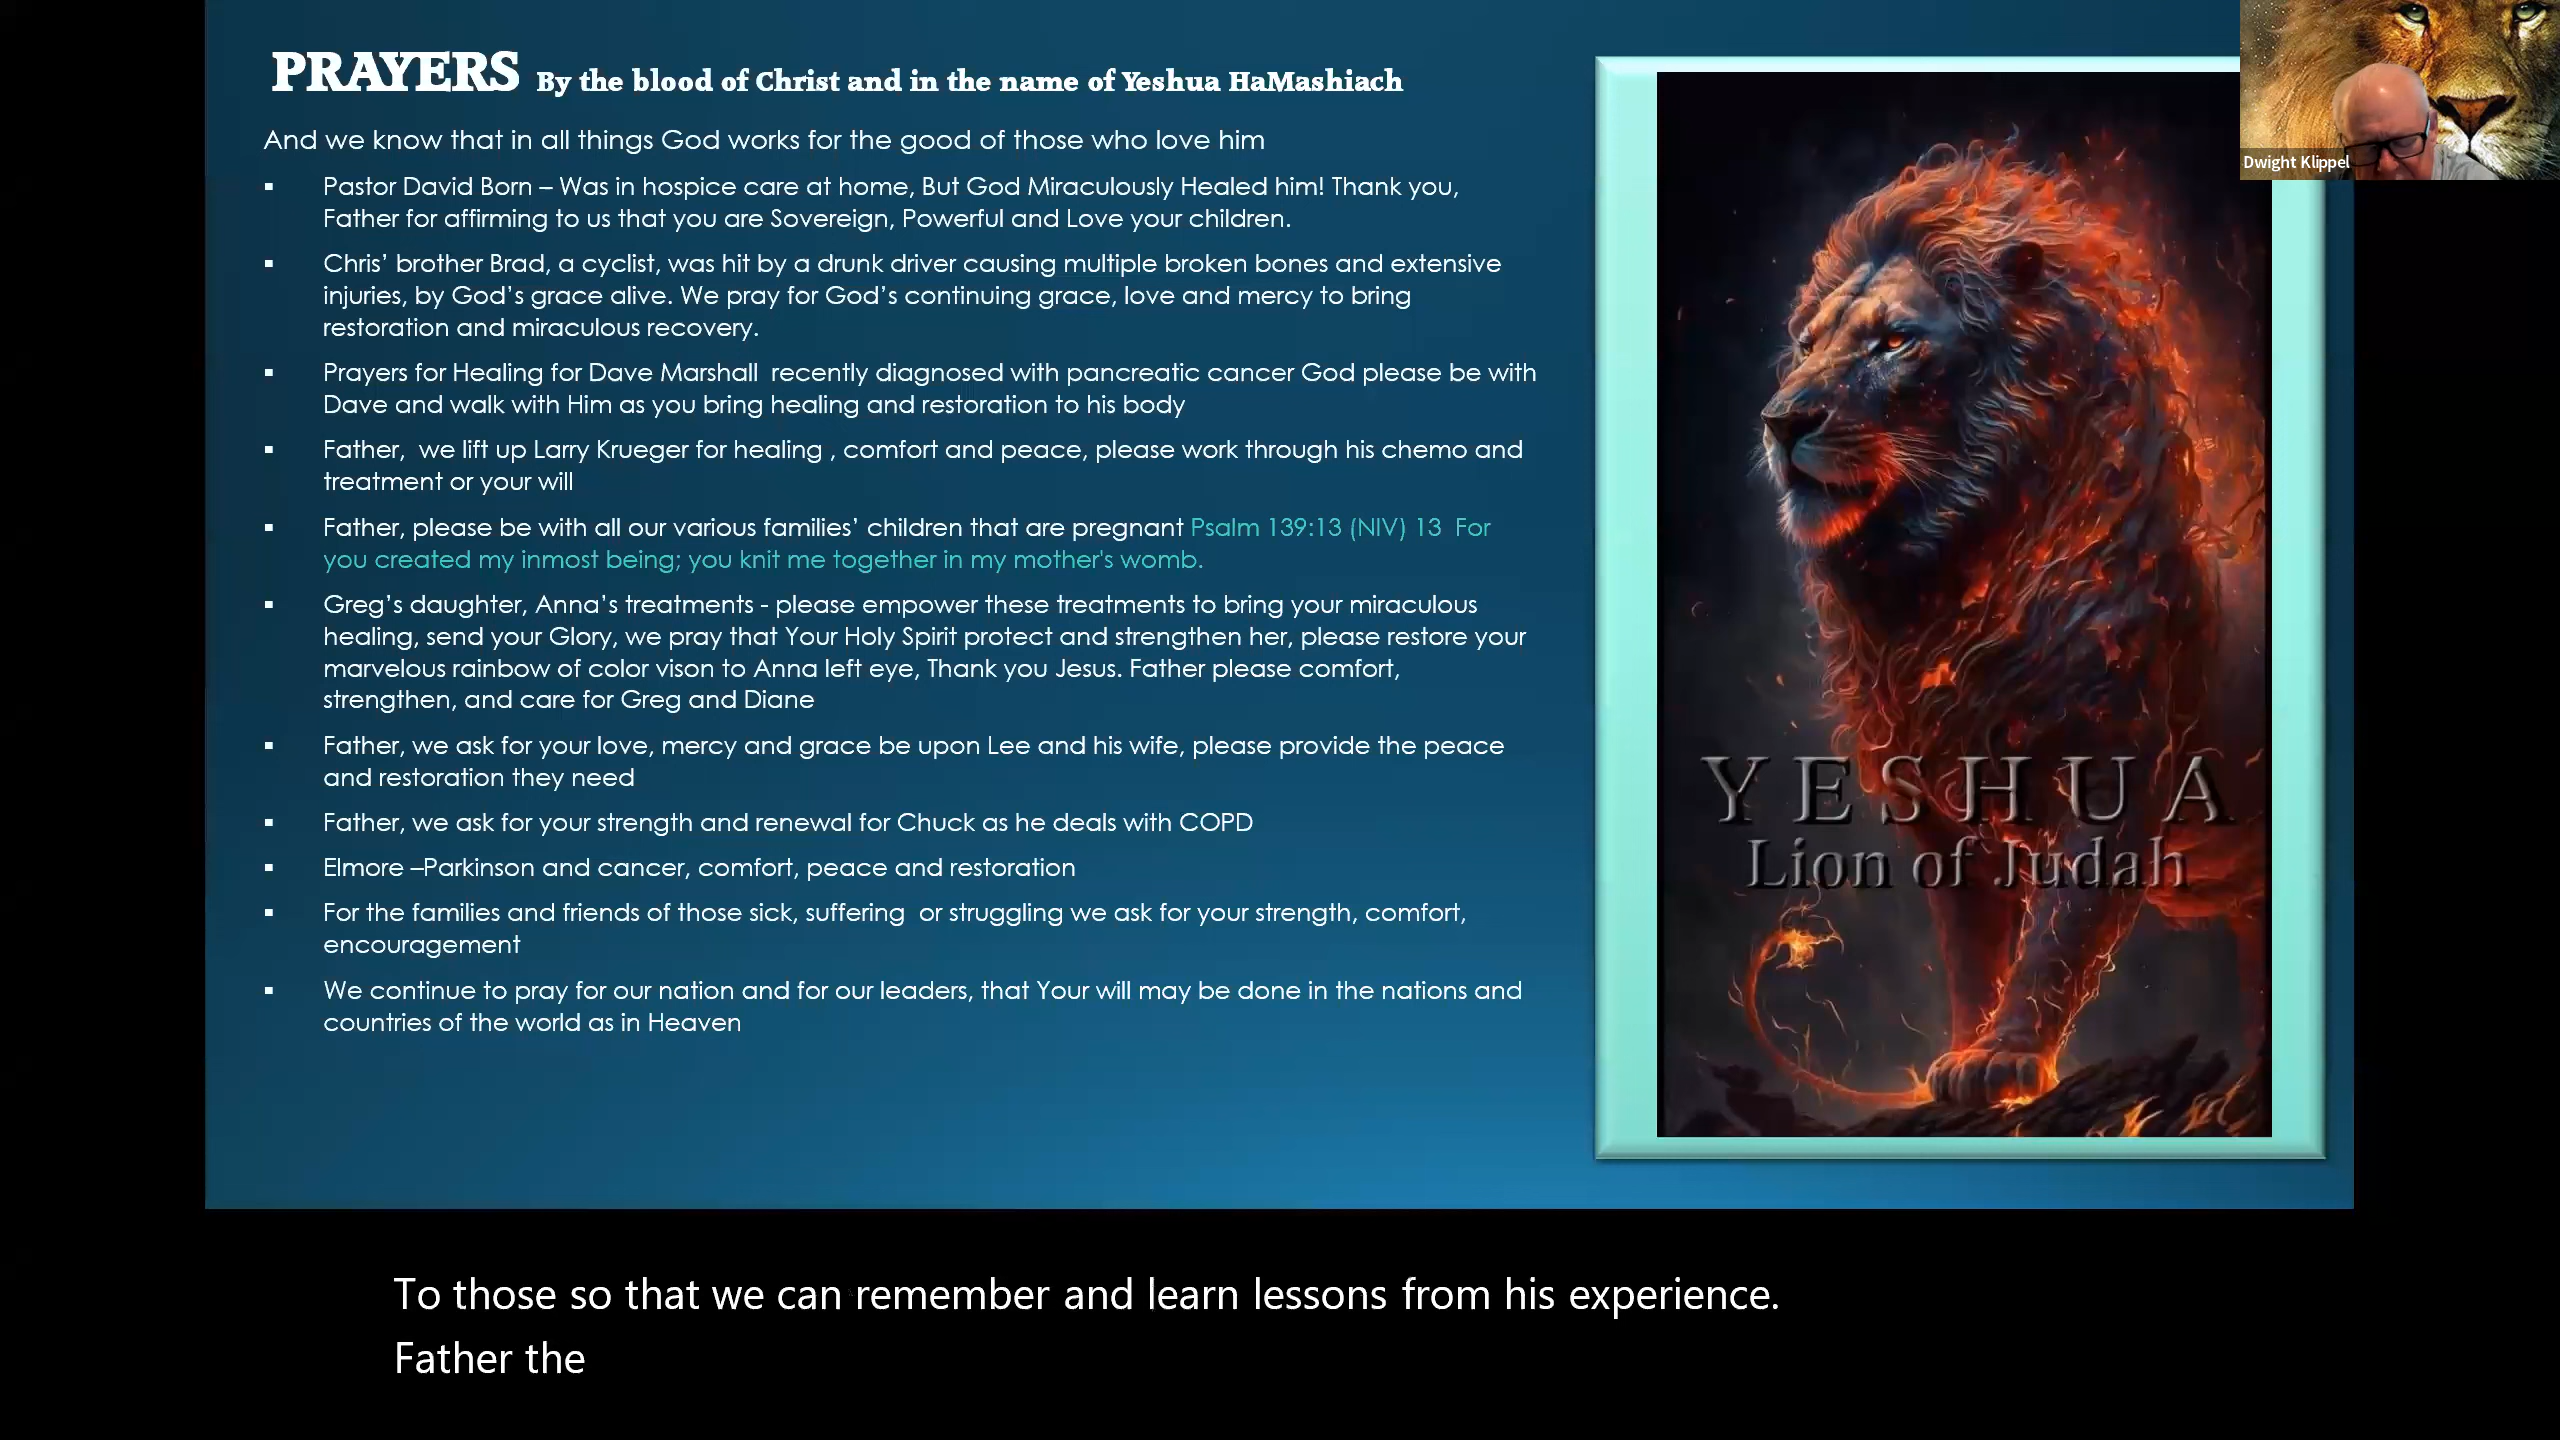 PRAYERS By the blood of Christ and in the name of Yeshua HaMashiach
And we know that in all things God works for the good of those who love him
▪ Pastor David Born – Was in hospice care at home, But God Miraculously Healed him! Thank you,
Father for affirming to us that you are Sovereign, Powerful and Love your children.
▪ Chris’ brother Brad, a cyclist, was hit by a drunk driver causing multiple broken bones and extensive
injuries, by God’s grace alive. We pray for God’s continuing grace, love and mercy to bring
restoration and miraculous recovery.
▪ Prayers for Healing for Dave Marshall recently diagnosed with pancreatic cancer God please be with
Dave and walk with Him as you bring healing and restoration to his body
▪ Father, we lift up Larry Krueger for healing , comfort and peace, please work through his chemo and
treatment or your will
▪ Father, please be with all our various families’ children that are pregnant Psalm 139:13 (NIV) 13 For
you created my inmost being; you knit me together in my mother's womb.
▪ Greg’s daughter, Anna’s treatments - please empower these treatments to bring your miraculous
healing, send your Glory, we pray that Your Holy Spirit protect and strengthen her, please restore your
marvelous rainbow of color vison to Anna left eye, Thank you Jesus. Father please comfort,
strengthen, and care for Greg and Diane
▪ Father, we ask for your love, mercy and grace be upon Lee and his wife, please provide the peace
and restoration they need
▪ Father, we ask for your strength and renewal for Chuck as he deals with COPD
▪ Elmore –Parkinson and cancer, comfort, peace and restoration
▪ For the families and friends of those sick, suffering or struggling we ask for your strength, comfort,
encouragement
▪ We continue to pray for our nation and for our leaders, that Your will may be done in the nations and
countries of the world as in Heaven
YESHUA
Lion of Judah
Dwight Klippel
To those so that we can remember and learn lessons from his experience.
Father the